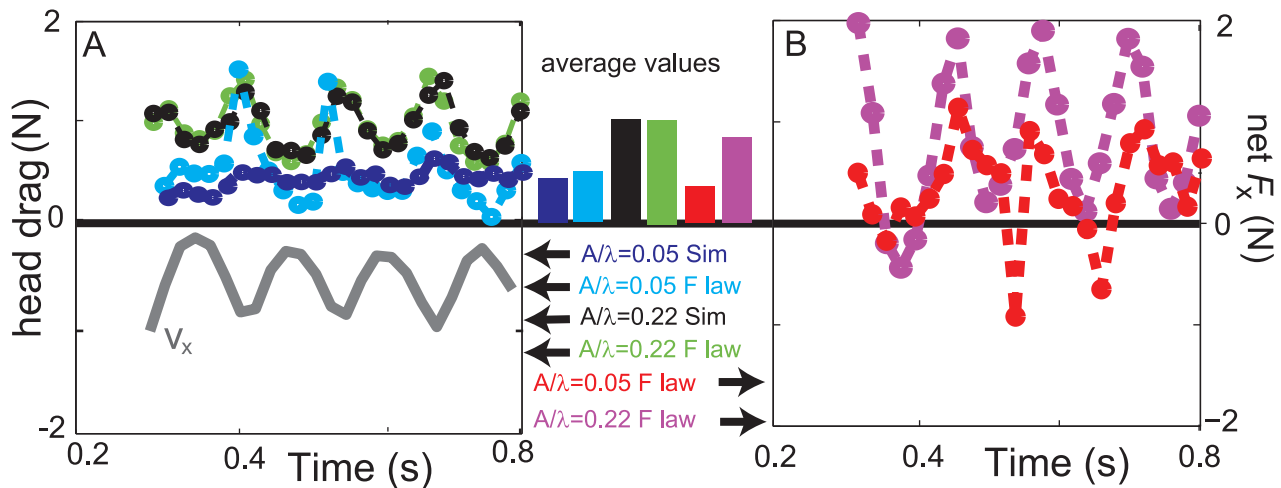 2
A
1
0
-2
head drag (N)
Vx
0.2
0.4
0.8
Time (s)
average values
A/λ=0.05 Sim
A/λ=0.05 F law
A/λ=0.22 Sim
A/λ=0.22 F law
A/λ=0.05 F law
A/λ=0.22 F law
B
2
0
-2
net Fx (N)
0.2
0.4
0.8
Time (s)